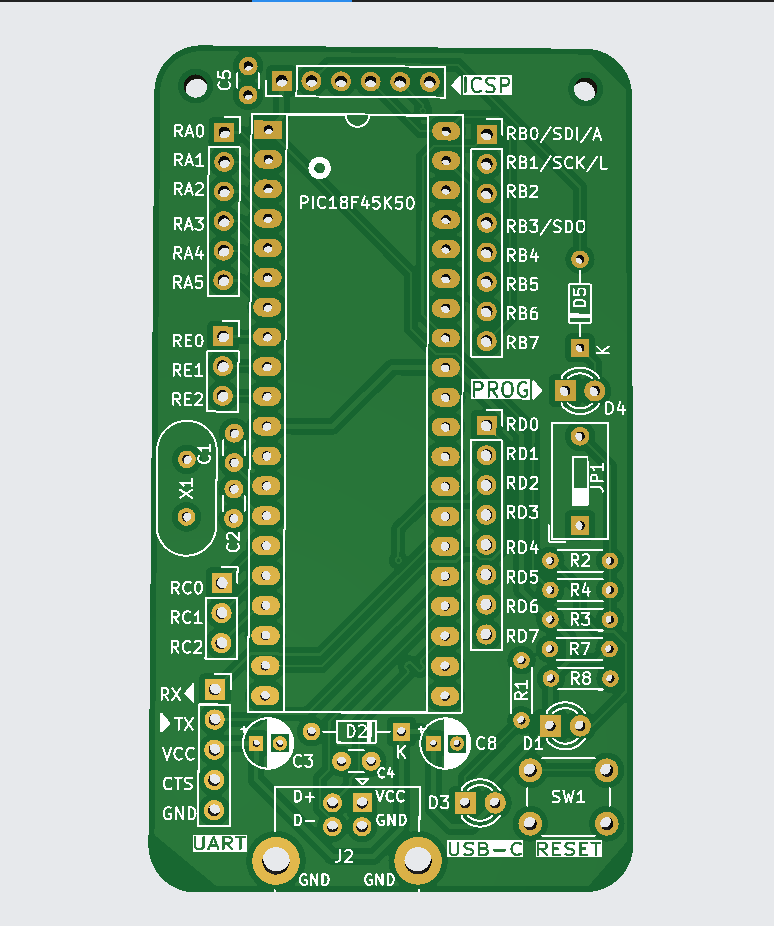 C5
ICSP
RA0
RA1
RA2
RA3
RA4
RA5
PIC18F45K50
RB0/SDI/A
RB1/SCK/L
RB2
RB3/SDO
RB4
RB5
RB6
RB7
D5
K
RE0
RE1
RE2
PROG
D4
C1
X1
C2
RD0
RD1
RD2
RD3
RD4
RD5
RD6
RD7
JP1
R2
R4
R3
R7
R8
R1
RC0
RC1
RC2
RX
TX
VCC
CTS
GND
UART
+
C3
D2
K
C4
+
C8
D1
D+
VCC
D-
GND
J2
GND
GND
D3
USB-C
SW1
RESET